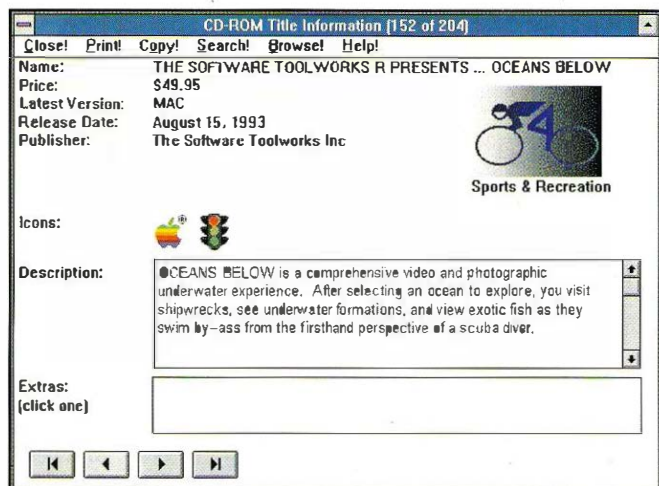 CD-ROM Title Information (152 of 204)
Close! Print! Copy! Search! Browse! Help!
Name: THE SOFTWARE TOOLWORKS R PRESENTS ... OCEANS BELOW
Price: $49.95
Latest Version: MAC
Release Date: August 15, 1993
Publisher: The Software Toolworks Inc
4
Sports & Recreation
Icons:
Description: OCEANS BELOW is a comprehensive video and photographic
underwater experience. After selecting an ocean to explore, you visit
shipwrecks, see underwater formations, and view exotic fish as they
swim by-ass from the firsthand perspective of a scuba diver.
Extras:
(click one)